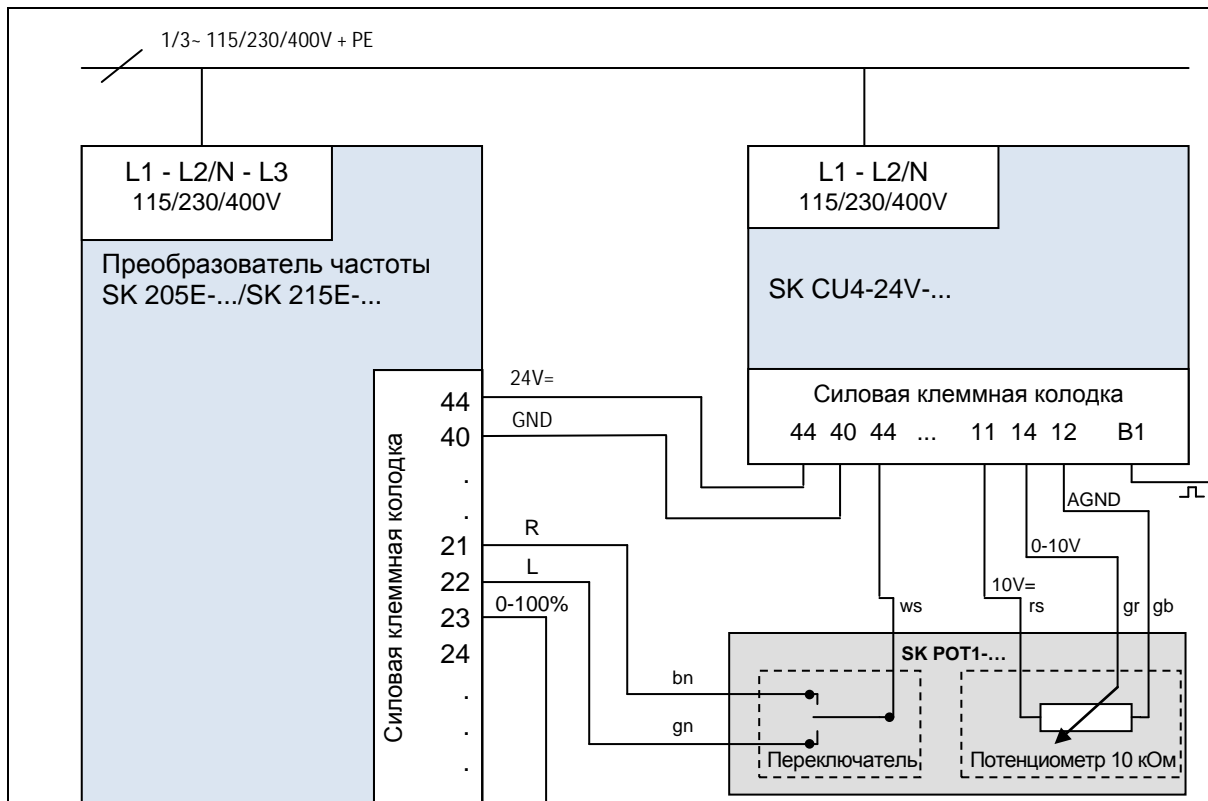 1/3~ 115/230/400V + PE
L1 - L2/N - L3
115/230/400V
Преобразователь частоты
SK 205E-.../SK 215E-...
L1 - L2/N
115/230/400V
SK CU4-24V-...
Силовая клеммная колодка
44 40 44 ... 11 14 12 B1
Силовая клеммная колодка
44
40
.
.
21
22
23
24
.
.
.
24V=
GND
R
L
0-100%
AGND
0-10V
10V=
ws
rs
gr
gb
bn
gn
SK POT1-...
Переключатель
Потенциометр 10 кОм